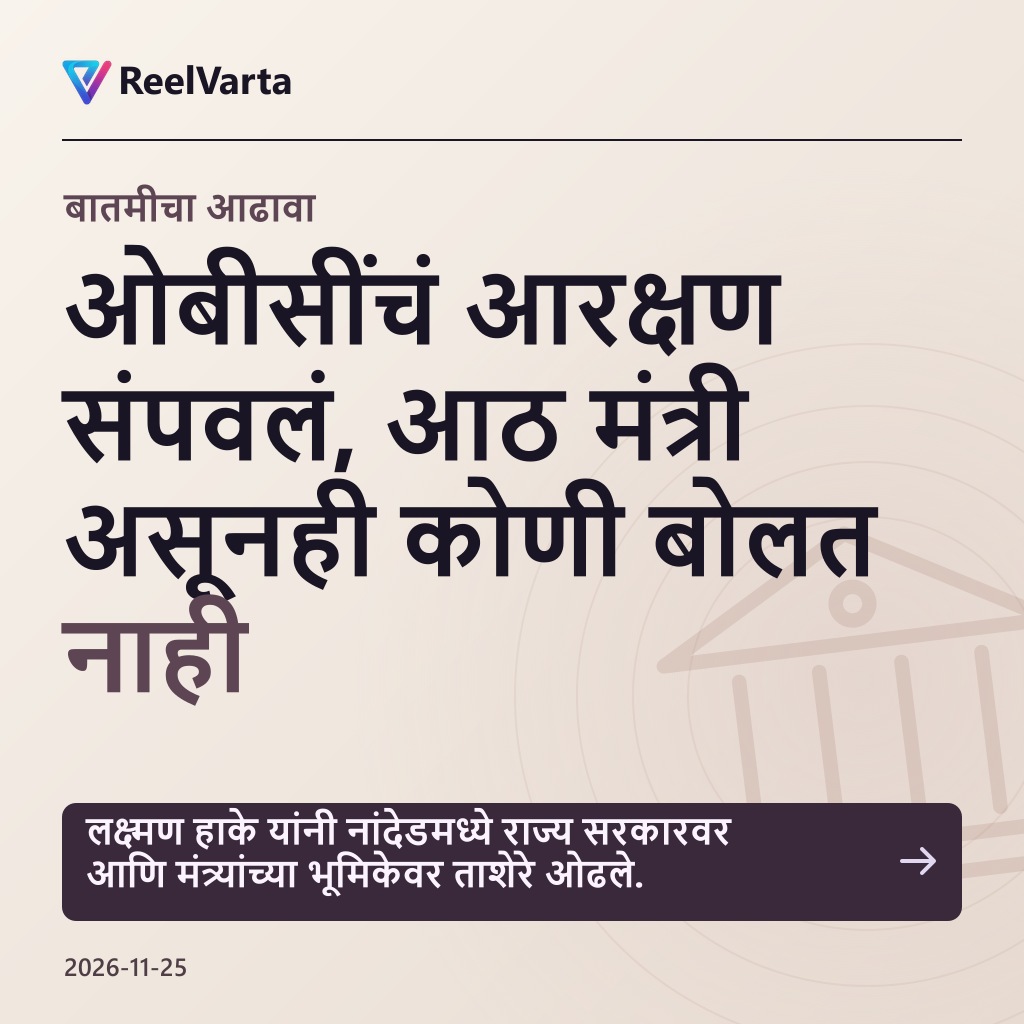 ReelVarta
बातमीचा आढावा
ओबीसींचं आरक्षण
संपवलं, आठ मंत्री
असूनही कोणी बोलत
नाही
लक्ष्मण हाके यांनी नांदेडमध्ये राज्य सरकारवर
आणि मंत्र्यांच्या भूमिकेवर ताशेरे ओढले.
2026-11-25